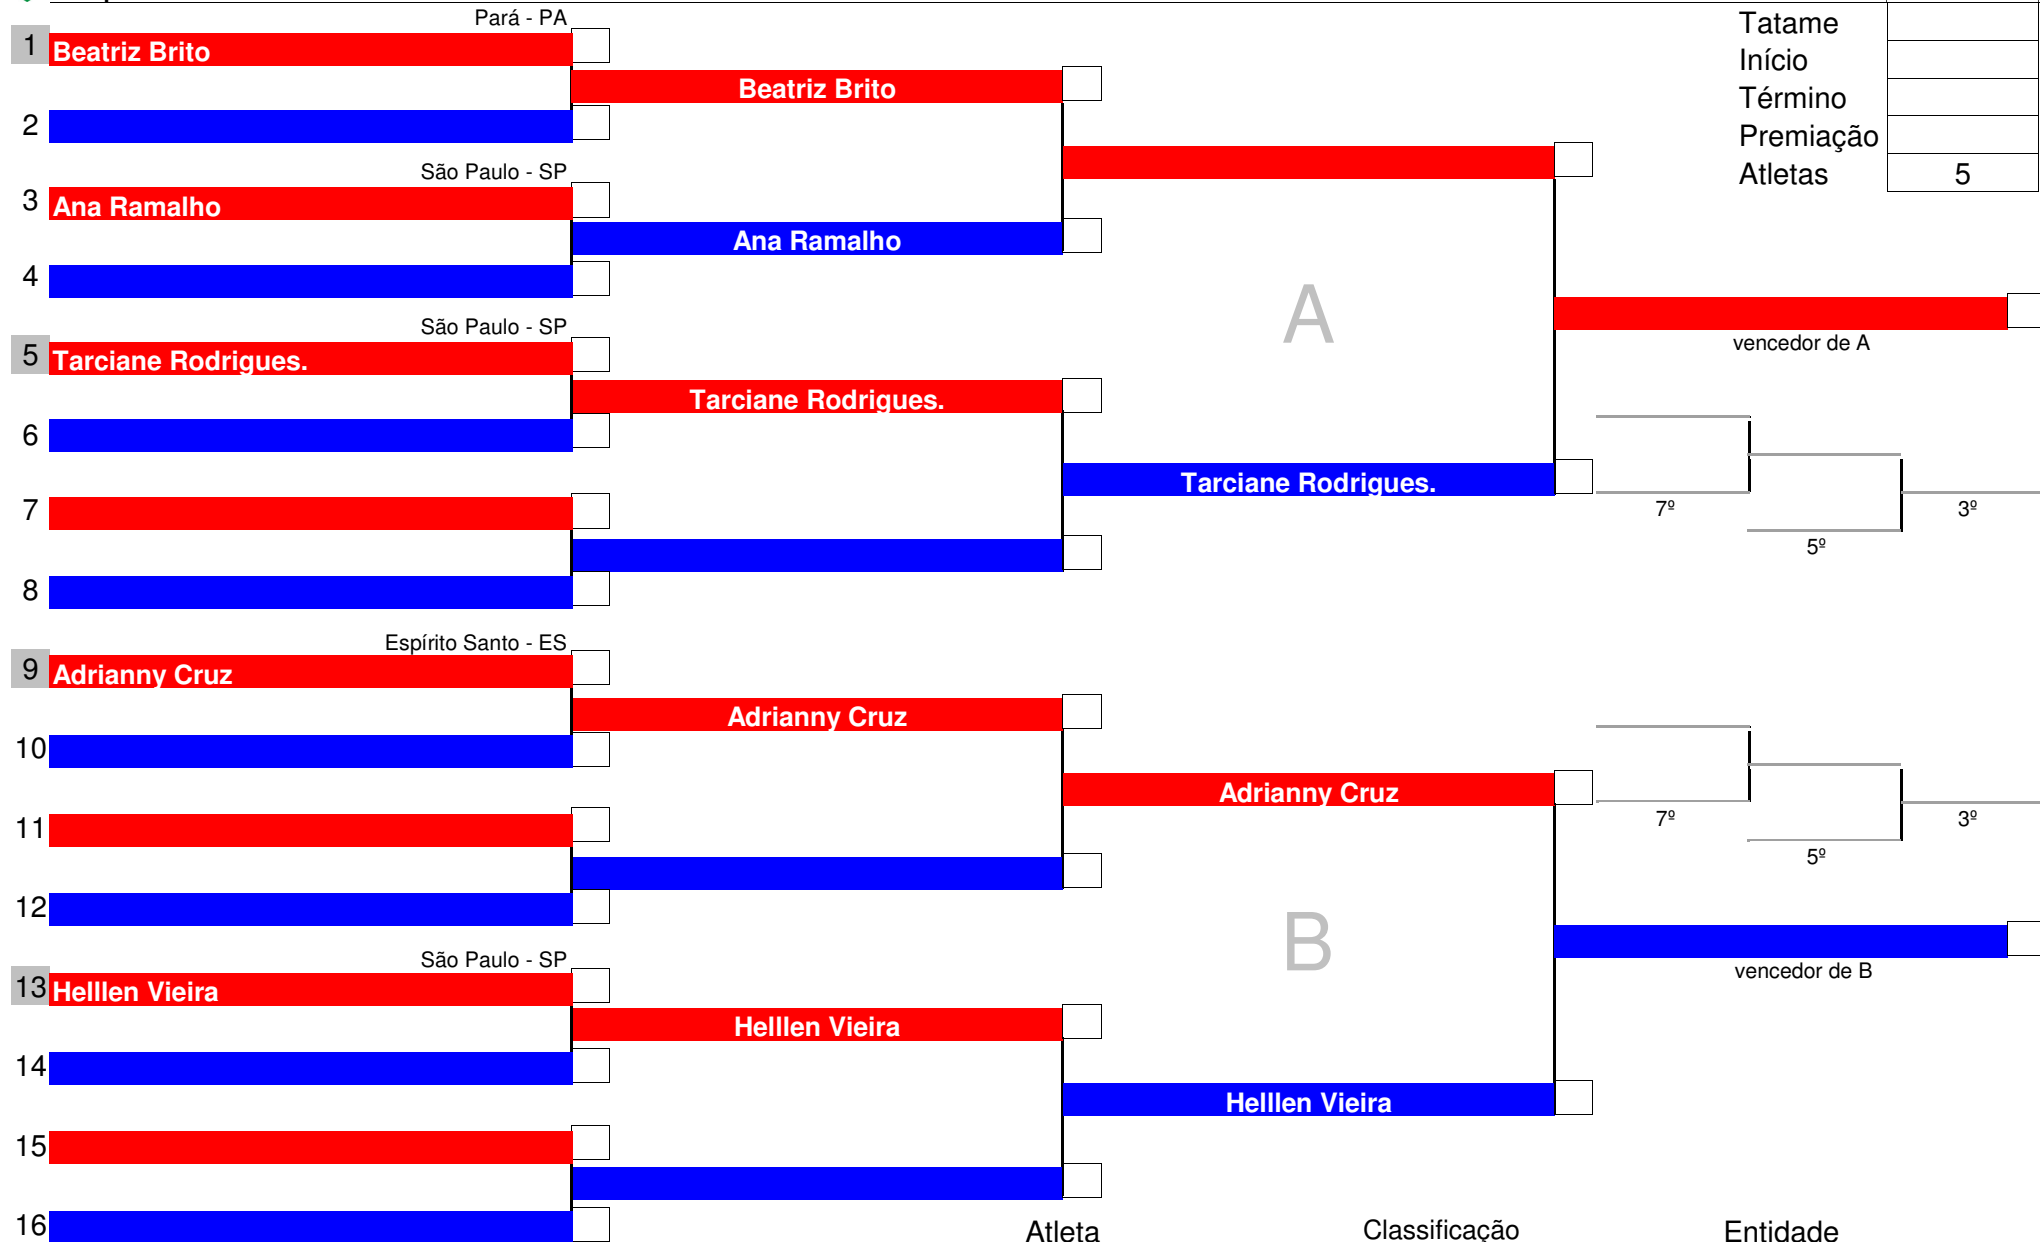 Pará - PA
1 Beatriz Brito
Beatriz Brito
2
São Paulo - SP
3 Ana Ramalho
Ana Ramalho
4
São Paulo - SP
5 Tarciane Rodrigues.
Tarciane Rodrigues.
6
Tarciane Rodrigues.
7
8
Espírito Santo - ES
9 Adrianny Cruz
Adrianny Cruz
10
Adrianny Cruz
11
12
São Paulo - SP
13 Helllen Vieira
Helllen Vieira
14
Helllen Vieira
15
16
A
B
Tatame
Início
Término
Premiação
Atletas 5
vencedor de A
7º
3º
5º
7º
3º
5º
vencedor de B
Atleta Classificação Entidade